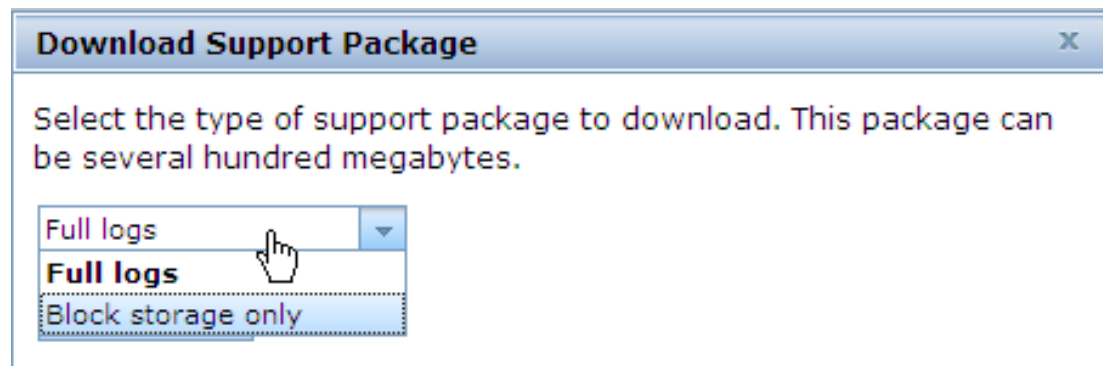 Download Support Package
x
Select the type of support package to download. This package can
be several hundred megabytes.
Full logs
Full logs
Block storage only